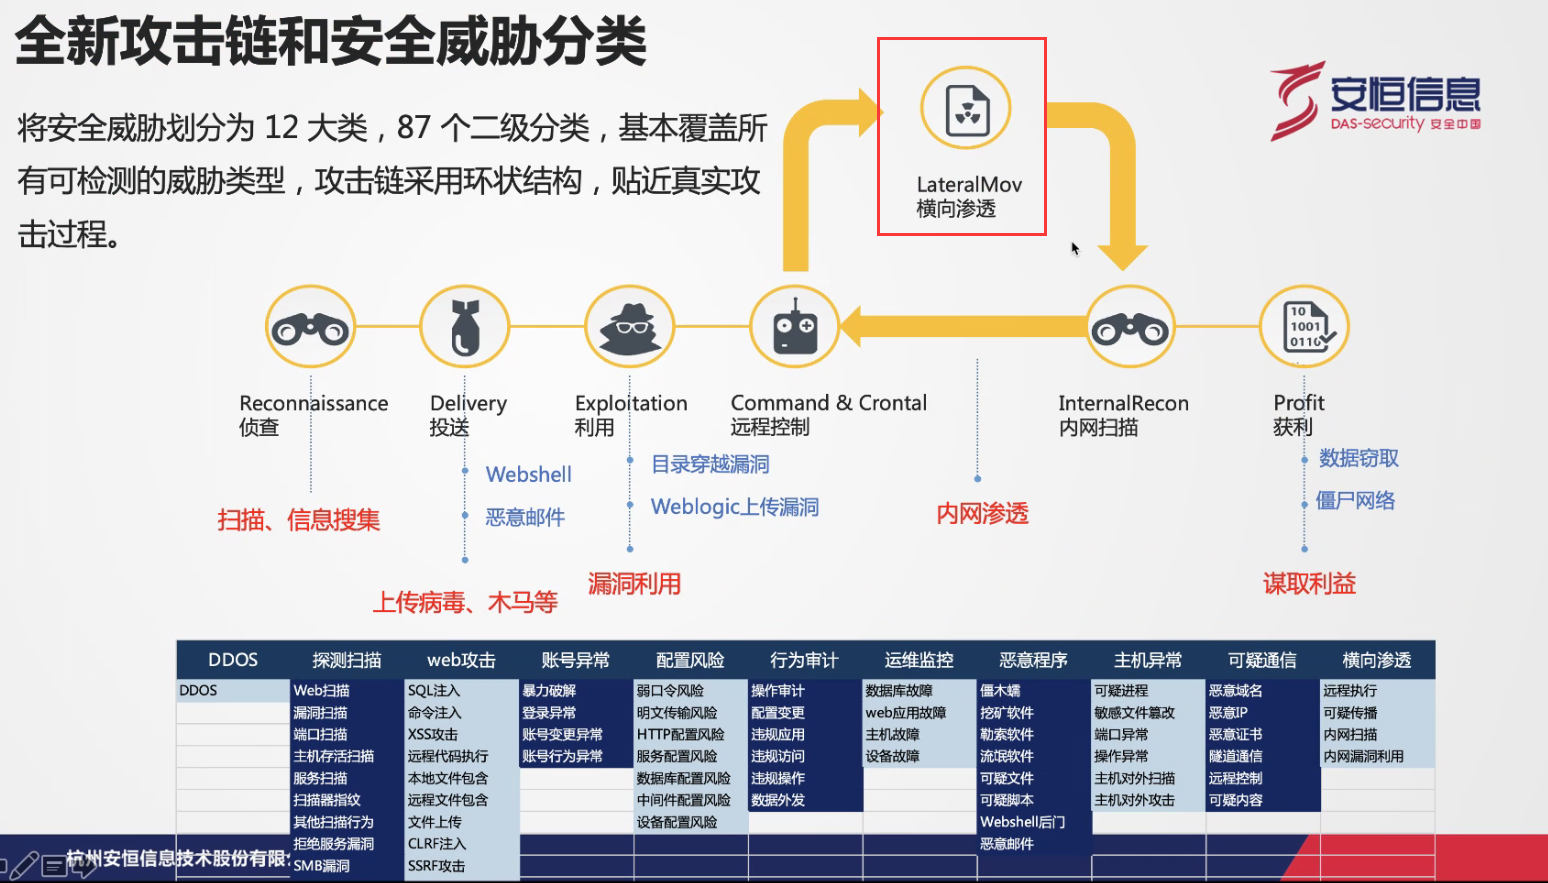 全新攻击链和安全威胁分类
安恒信息
DAS-security 安全中国
将安全威胁划分为 12 大类，87 个二级分类，基本覆盖所
有可检测的威胁类型，攻击链采用环状结构，贴近真实攻
击过程。
LateralMov
横向渗透
10
1001
0110
Reconnaissance
侦查
扫描、信息搜集
Delivery
投送
Webshell
恶意邮件
上传病毒、木马等
Exploitation
利用
目录穿越漏洞
Weblogic上传漏洞
漏洞利用
Command & Crontal
远程控制
内网渗透
InternalRecon
内网扫描
Profit
获利
数据窃取
僵尸网络
谋取利益
DDOS 探测扫描 web攻击 账号异常 配置风险 行为审计 运维监控 恶意程序 主机异常 可疑通信 横向渗透
DDOS Web扫描 SQL注入 暴力破解 弱口令风险 操作审计 数据库故障 僵木蠕 可疑进程 恶意域名 远程执行
漏洞扫描 命令注入 登录异常 明文传输风险 配置变更 web应用故障 挖矿软件 敏感文件篡改 恶意IP 可疑传播
端口扫描 XSS攻击 账号变更异常 HTTP配置风险 违规应用 主机故障 勒索软件 端口异常 恶意证书 内网扫描
主机存活扫描 远程代码执行 账号行为异常 服务配置风险 违规访问 设备故障 流氓软件 操作异常 隧道通信 内网漏洞利用
服务扫描 本地文件包含 数据库配置风险 违规操作 可疑文件 主机对外扫描 远程控制
扫描器指纹 远程文件包含 中间件配置风险 数据外发 可疑脚本 主机对外攻击 可疑内容
其他扫描行为 文件上传 设备配置风险 Webshell后门
拒绝服务漏洞 CLRF注入 恶意邮件
SMB漏洞 SSRF攻击
杭州安恒信息技术股份有限